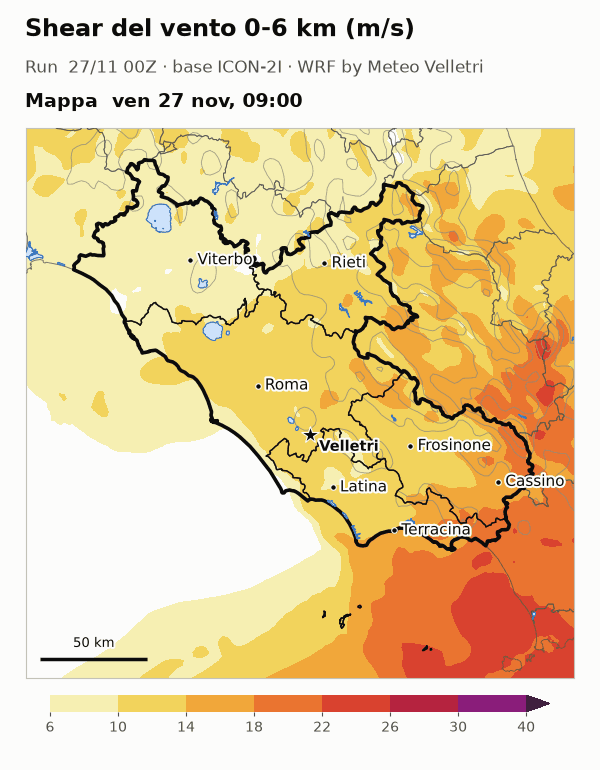 Shear del vento 0-6 km (m/s)
Run  27/11 00Z · base ICON-2I · WRF by Meteo Velletri
Mappa  ven 27 nov, 09:00
Viterbo
Rieti
Roma
Velletri
Frosinone
Cassino
Latina
Terracina
50 km
6 10 14 18 22 26 30 40